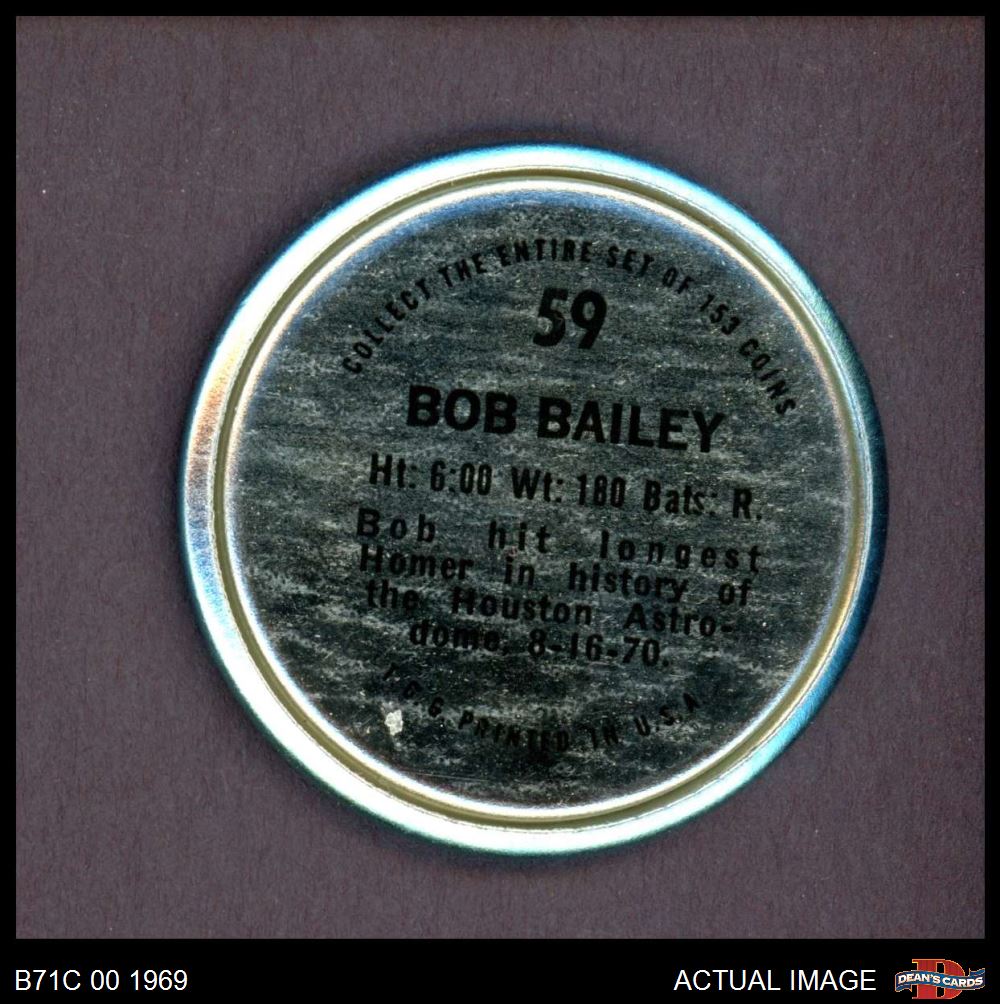 COLLECT THE ENTIRE SET OF 153 COINS
59
BOB BAILEY
Ht: 6:00 Wt: 180 Bats: R.
Bob hit longest
Homer in history of
the Houston Astro-
dome, 8-16-70.
T.C.G. PRINTED IN U.S.A
B71C 00 1969
ACTUAL IMAGE
DEAN'S CARDS